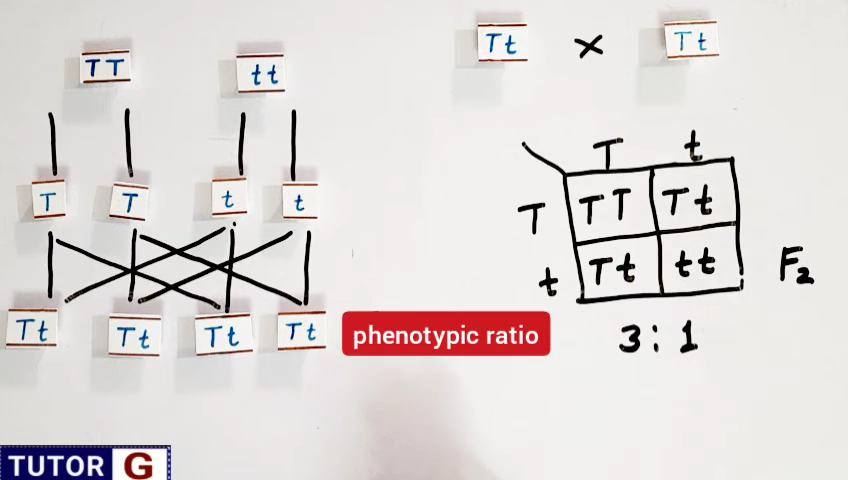 TT tt
T T t t
Tt Tt Tt Tt
Tt × Tt
T t
T TT Tt
t Tt tt
F2
3:1
phenotypic ratio
TUTOR G